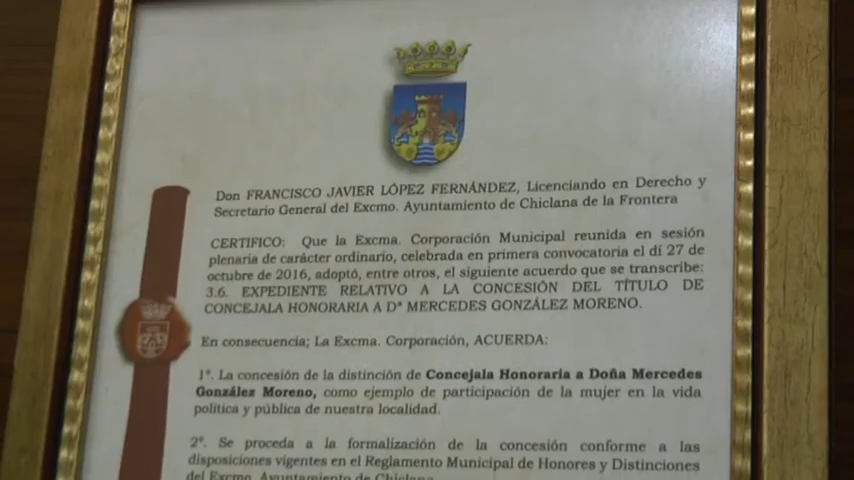 Don FRANCISCO JAVIER LÓPEZ FERNÁNDEZ, Licenciando en Derecho y
Secretario General del Excmo. Ayuntamiento de Chiclana de la Frontera
CERTIFICO: Que la Excma. Corporación Municipal reunida en sesión
plenaria de carácter ordinario, celebrada en primera convocatoria el dí 27 de
octubre de 2016, adoptó, entre otros, el siguiente acuerdo que se transcribe:
3.6. EXPEDIENTE RELATIVO A LA CONCESIÓN DEL TÍTULO DE
CONCEJALA HONORARIA A Dª MERCEDES GONZÁLEZ MORENO.
En consecuencia; La Excma. Corporación, ACUERDA:
1º. La concesión de la distinción de Concejala Honoraria a Doña Mercedes
González Moreno, como ejemplo de participación de la mujer en la vida
política y pública de nuestra localidad.
2º. Se proceda a la formalización de la concesión conforme a las
disposiciones vigentes en el Reglamento Municipal de Honores y Distinciones
del Excmo. Ayuntamiento de Chiclana